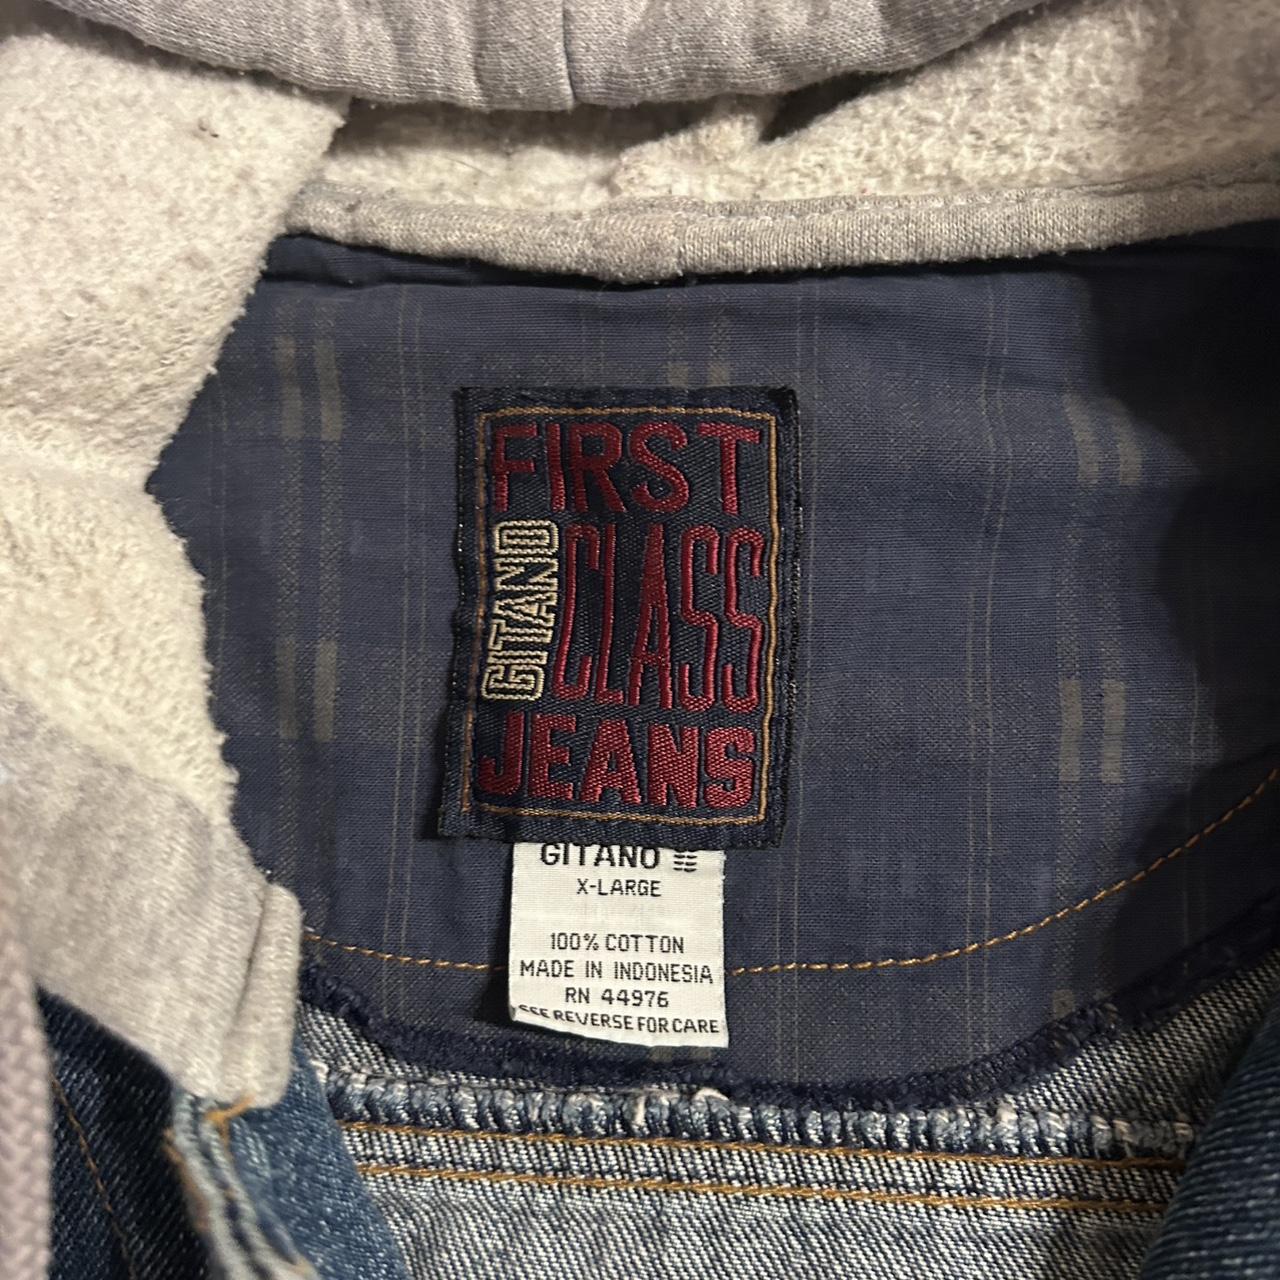 FIRST
GITANO
CLASS
JEANS
GITANO
X-LARGE
100% COTTON
MADE IN INDONESIA
RN 44976
SEE REVERSE FOR CARE